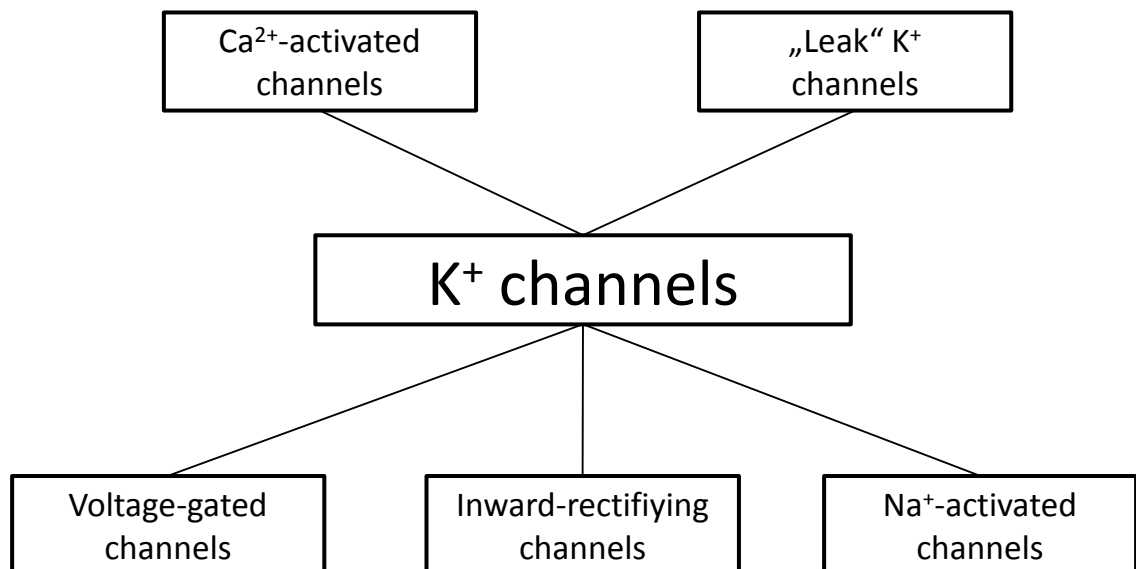 Ca²⁺-activated
channels
„Leak“ K⁺
channels
K⁺ channels
Voltage-gated
channels
Inward-rectifiying
channels
Na⁺-activated
channels